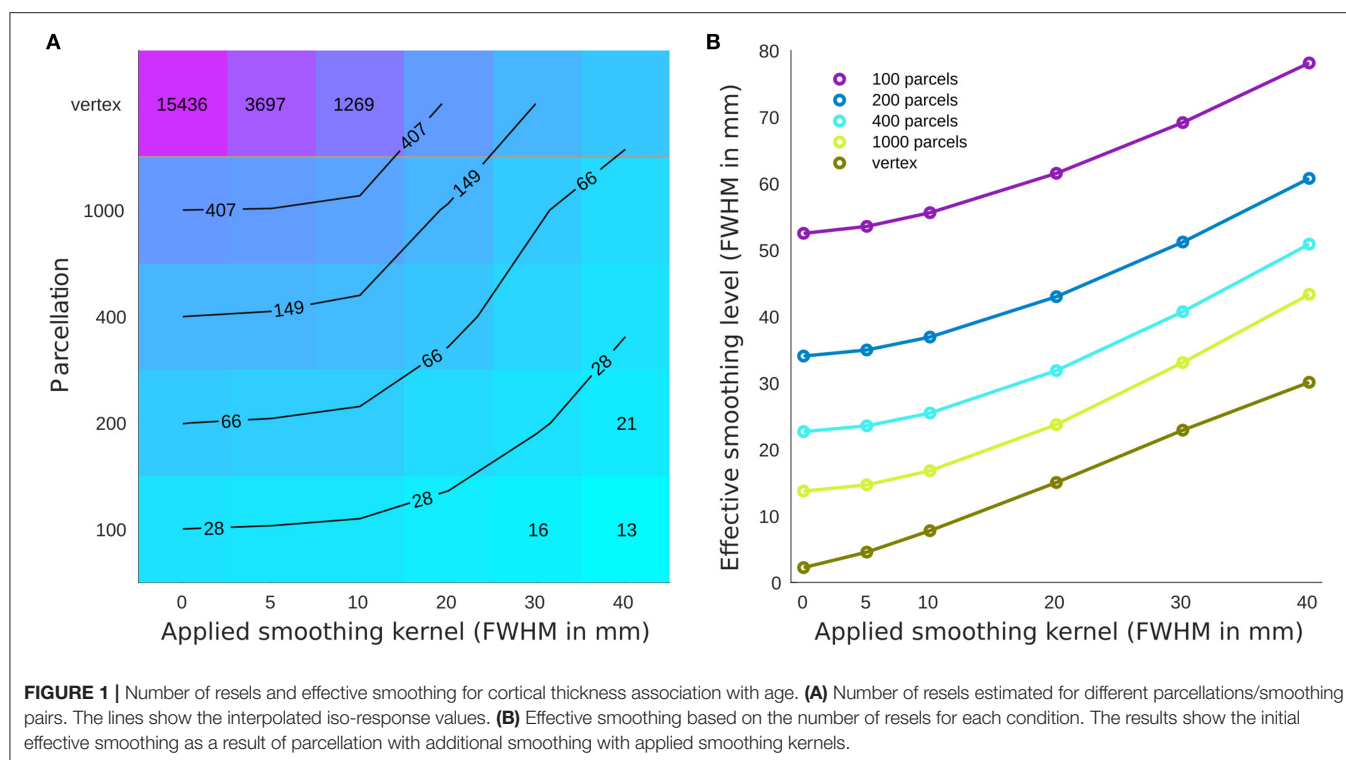 A
vertex
15436 3697 1269
407
149
66
1000
407
400
149
66
28
200
66
21
100
28
28
16
13
0 5 10 20 30 40
Applied smoothing kernel (FWHM in mm)
Parcellation
B
80
70
60
50
40
30
20
10
0
100 parcels
200 parcels
400 parcels
1000 parcels
vertex
Effective smoothing level (FWHM in mm)
0 5 10 20 30 40
Applied smoothing kernel (FWHM in mm)
FIGURE 1 | Number of resels and effective smoothing for cortical thickness association with age. (A) Number of resels estimated for different parcellations/smoothing
pairs. The lines show the interpolated iso-response values. (B) Effective smoothing based on the number of resels for each condition. The results show the initial
effective smoothing as a result of parcellation with additional smoothing with applied smoothing kernels.